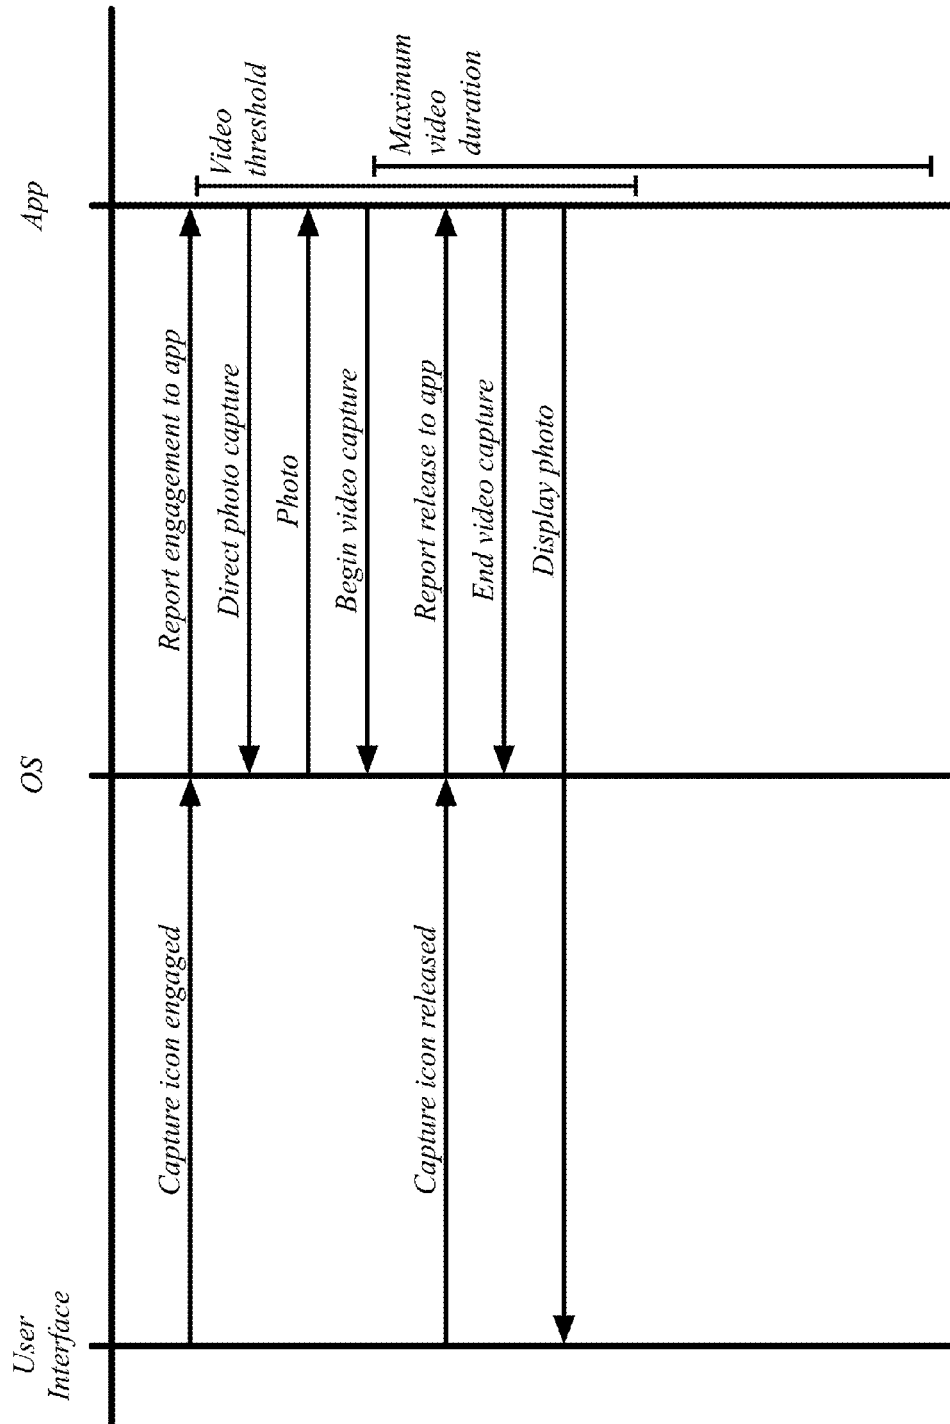 User
Interface
OS
App
Capture icon engaged
Report engagement to app
Direct photo capture
Photo
Begin video capture
Capture icon released
Report release to app
End video capture
Display photo
Video
threshold
Maximum
video
duration